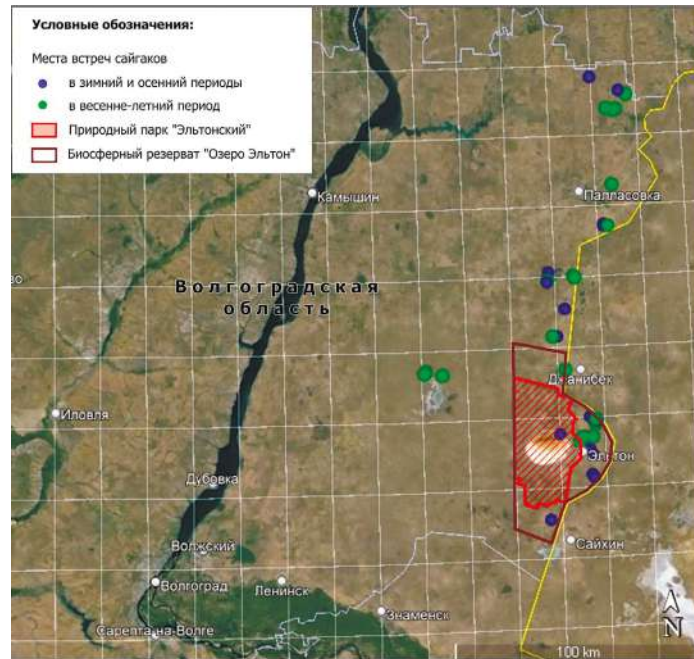 Условные обозначения:
Места встреч сайгаков
в зимний и осенний периоды
в весенне-летний период
Природный парк "Эльтонский"
Биосферный резерват "Озеро Эльтон"
Камышин
Палласовка
во
Волгоградская
область
Джанибек
Иловля
Эльтон
Дубовка
Волжский
Сайхин
Волгоград
Ленинск
Знаменск
Сарепта-на-Волге
N
100 km